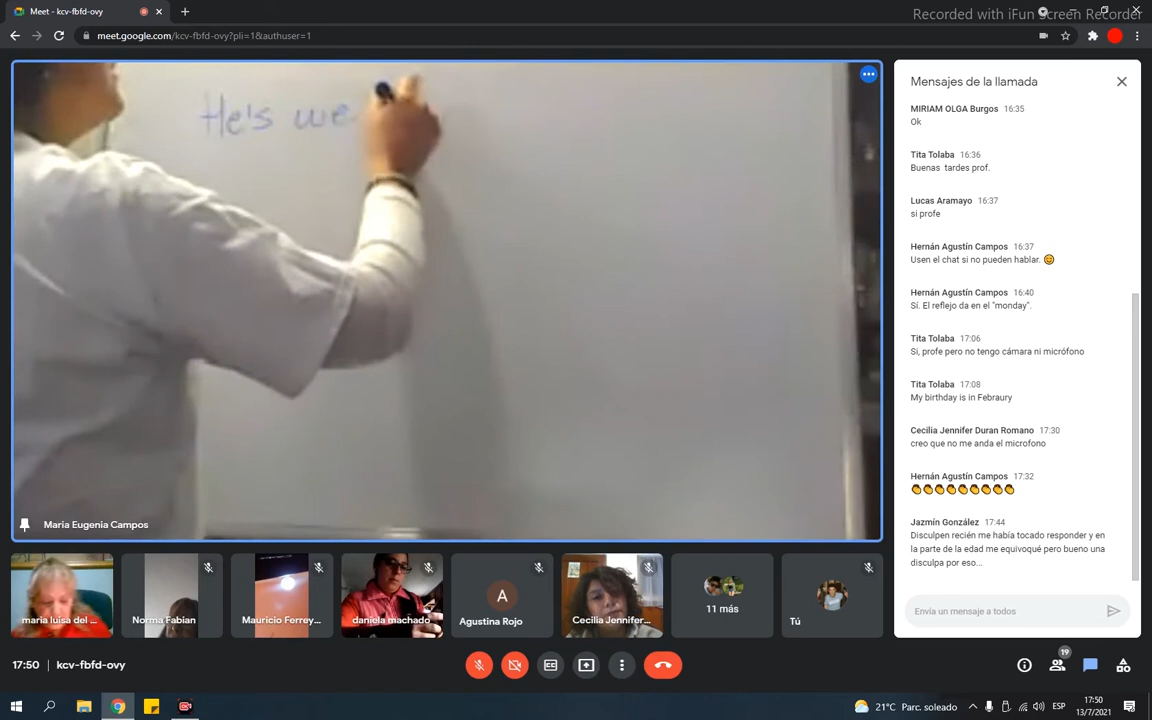 Meet - kcv-fbfd-ovy
Recorded with iFun Screen Recorder
meet.google.com/kcv-fbfd-ovy?pli=1&authuser=1
He's we
Maria Eugenia Campos
Mensajes de la llamada
MIRIAM OLGA Burgos 16:35
Ok
Tita Tolaba 16:36
Buenas tardes prof.
Lucas Aramayo 16:37
si profe
Hernán Agustín Campos 16:37
Usen el chat si no pueden hablar. 😊
Hernán Agustín Campos 16:40
Sí. El reflejo da en el "monday".
Tita Tolaba 17:06
Si, profe pero no tengo cámara ni micrófono
Tita Tolaba 17:08
My birthday is in Febraury
Cecilia Jennifer Duran Romano 17:30
creo que no me anda el microfono
Hernán Agustín Campos 17:32
👏👏👏👏👏👏👏👏👏
Jazmín González 17:44
Disculpen recién me había tocado responder y en
la parte de la edad me equivoqué pero bueno una
disculpa por eso...
Envía un mensaje a todos
maria luisa del ...
Norma Fabian
Mauricio Ferrey...
daniela machado
A
Agustina Rojo
Cecilia Jennifer...
11 más
Tú
17:50 | kcv-fbfd-ovy
19
21°C Parc. soleado
ESP
17:50
13/7/2021